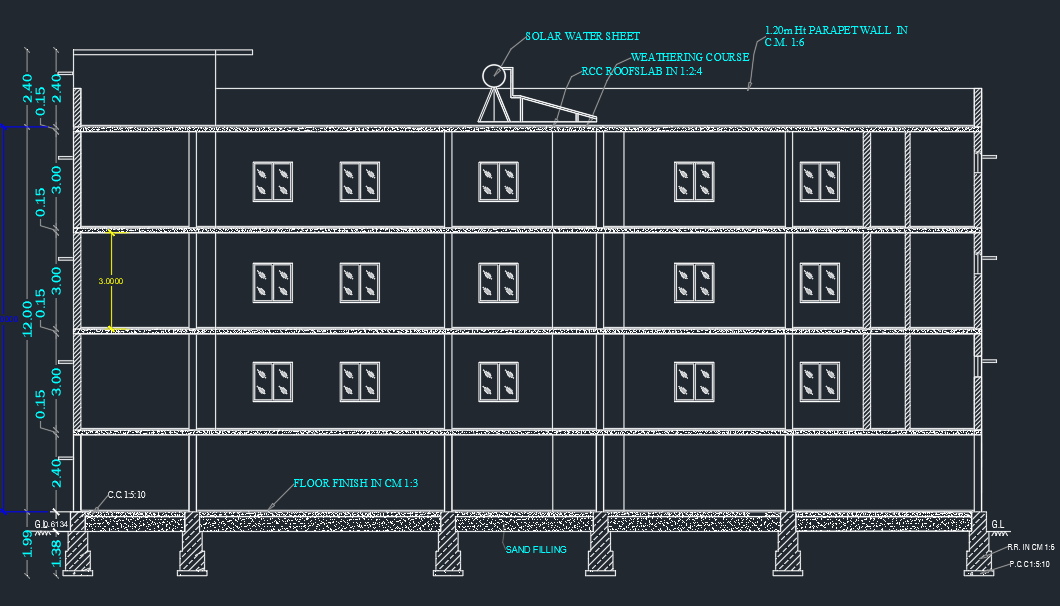 SOLAR WATER SHEET
1.20m Ht PARAPET WALL IN
C.M. 1:6
WEATHERING COURSE
RCC ROOFSLAB IN 1:2:4
2.40
0.15
2.40
0.15
3.00
3.0000
0.15
3.00
12.00
0.15
3.00
2.40
FLOOR FINISH IN CM 1:3
C.C. 1:5:10
G.L
0.6134
G.L
1.99
1.38
SAND FILLING
R.R. IN CM 1:6
P.C.C 1:5:10